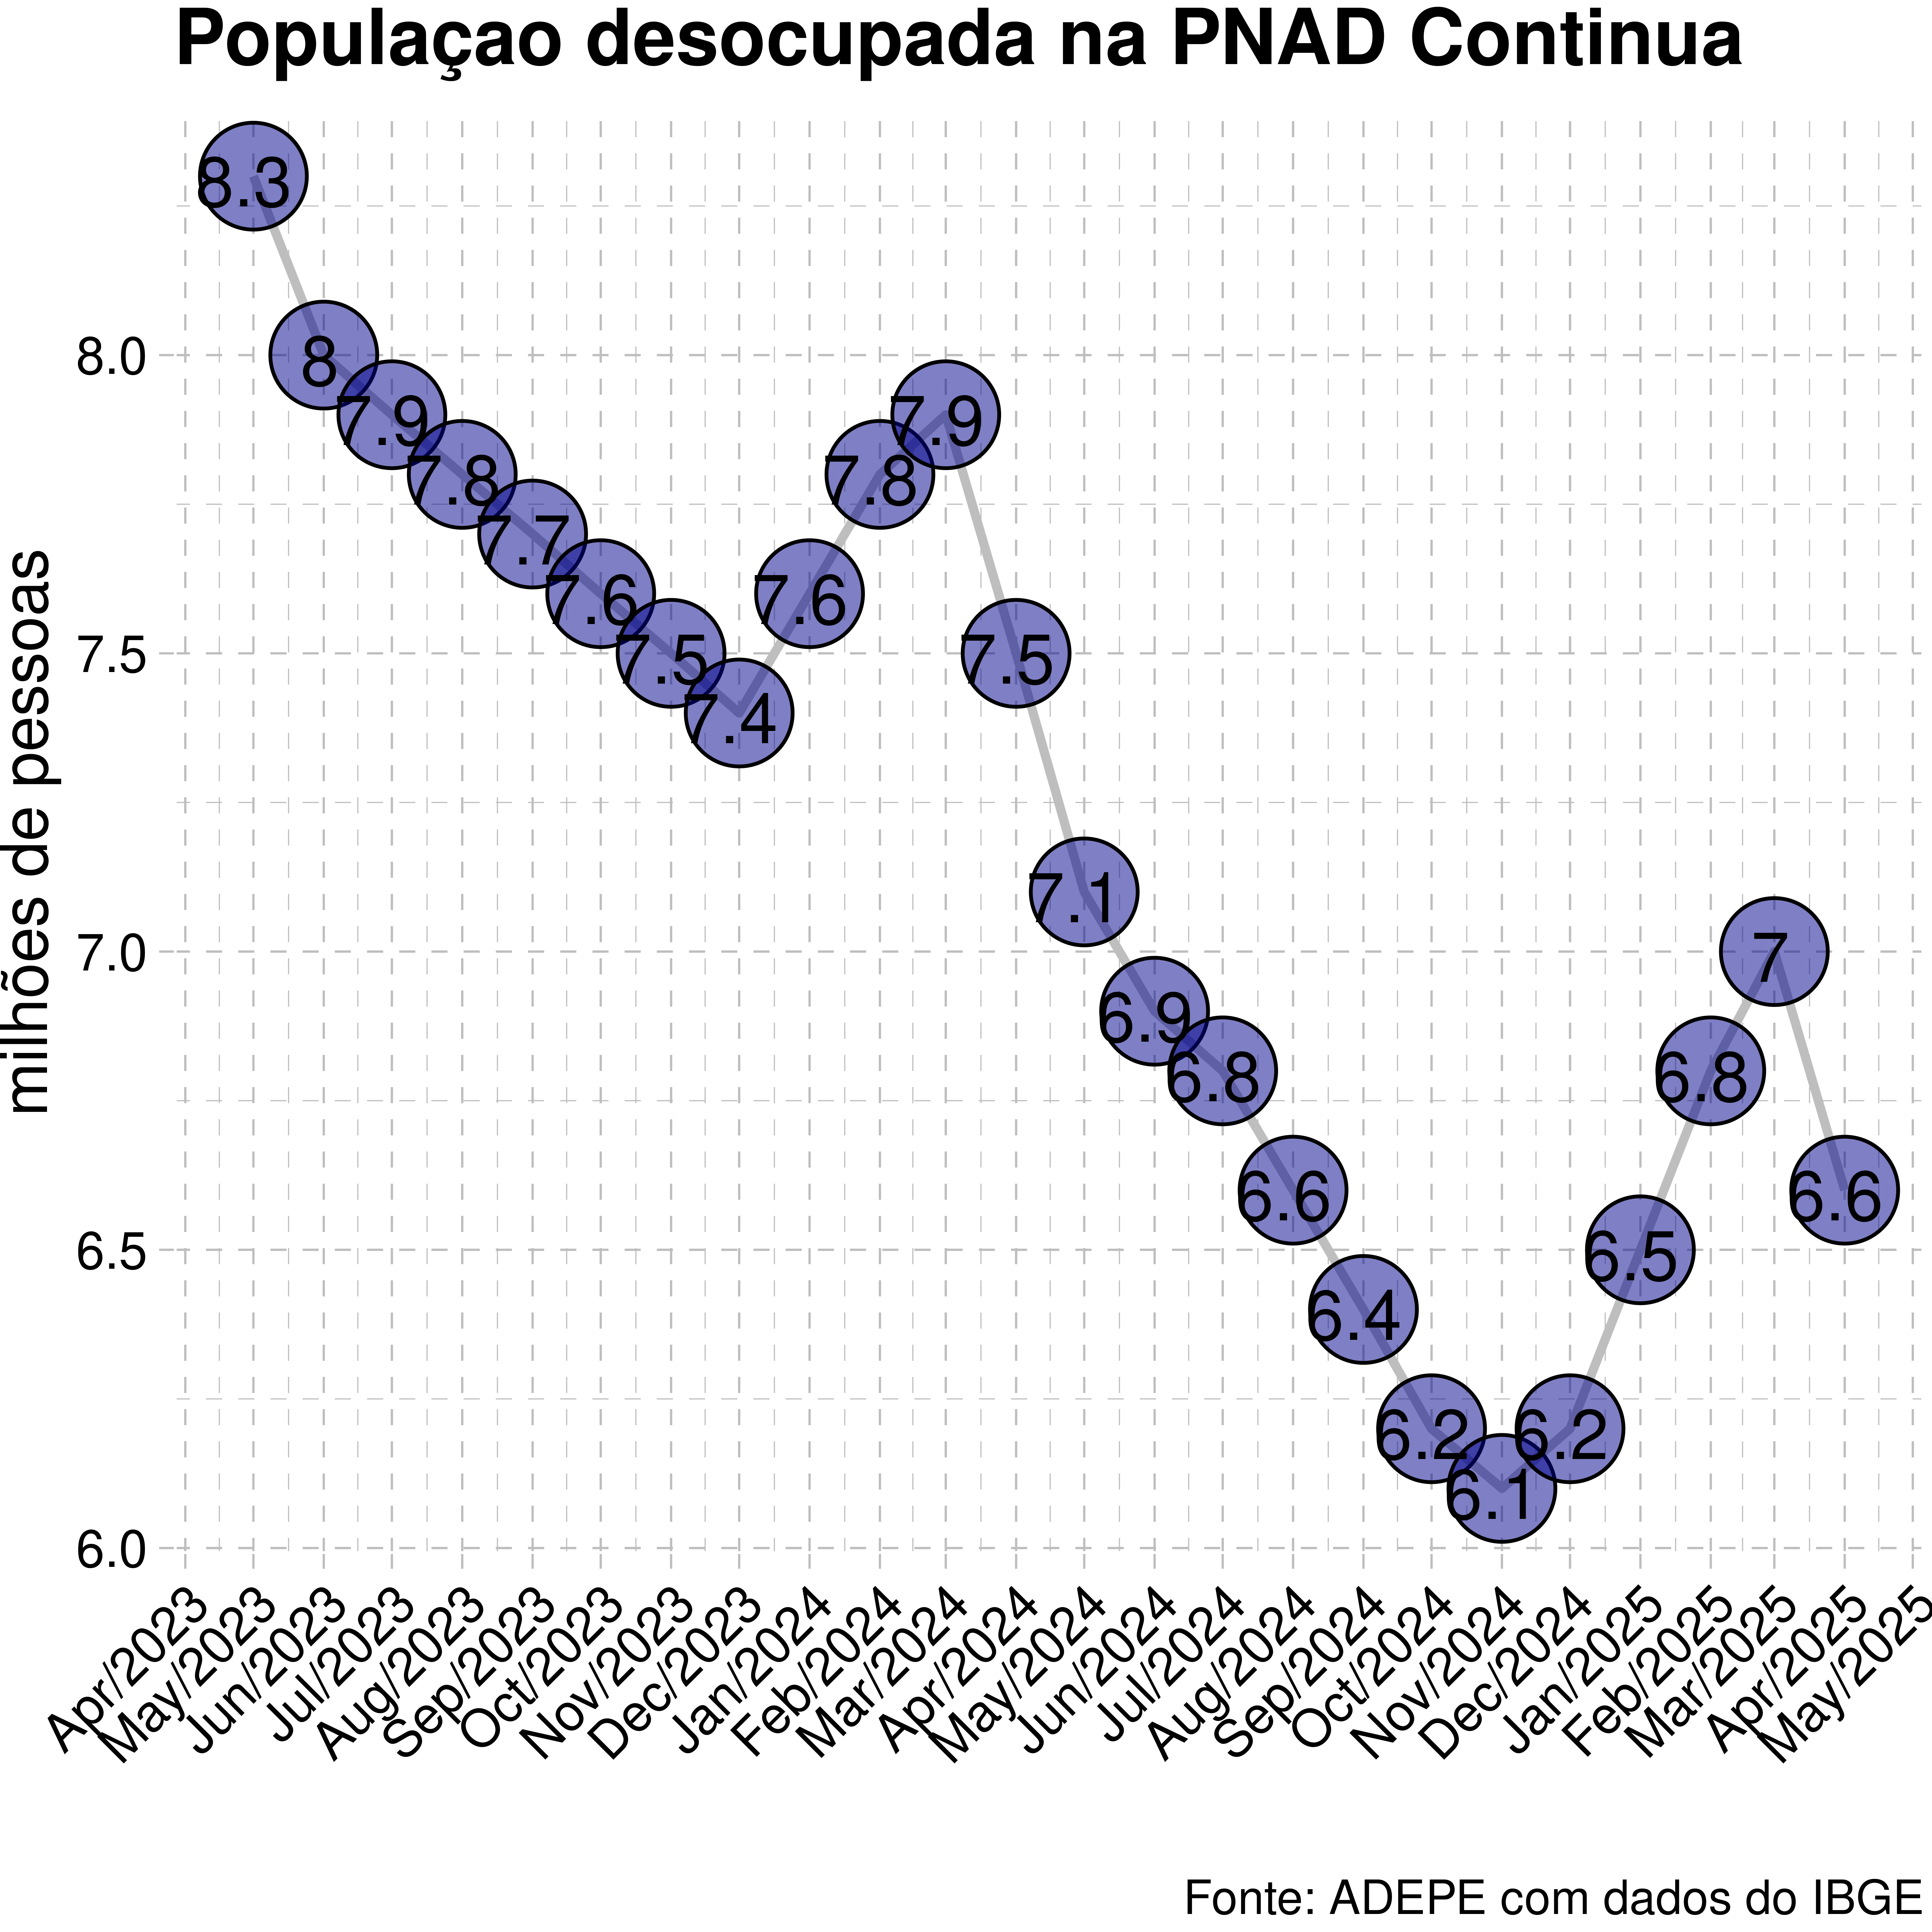 Populaçao desocupada na PNAD Continua
milhões de pessoas
8.0
7.5
7.0
6.5
6.0
8.3
8
7.9
7.8
7.7
7.6
7.5
7.4
7.6
7.8
7.9
7.5
7.1
6.9
6.8
6.6
6.4
6.2
6.1
6.2
6.5
6.8
7
6.6
Apr/2023
May/2023
Jun/2023
Jul/2023
Aug/2023
Sep/2023
Oct/2023
Nov/2023
Dec/2023
Jan/2024
Feb/2024
Mar/2024
Apr/2024
May/2024
Jun/2024
Jul/2024
Aug/2024
Sep/2024
Oct/2024
Nov/2024
Dec/2024
Jan/2025
Feb/2025
Mar/2025
Apr/2025
May/2025
Fonte: ADEPE com dados do IBGE